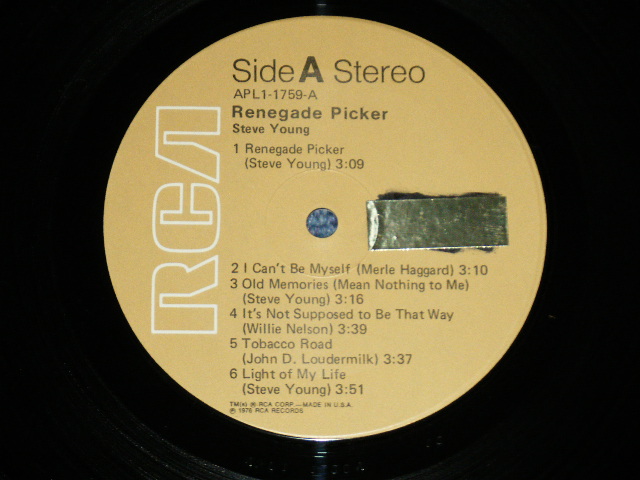 Side A Stereo
APL1-1759-A
Renegade Picker
Steve Young
1 Renegade Picker
(Steve Young) 3:09
RCA
2 I Can't Be Myself (Merle Haggard) 3:10
3 Old Memories (Mean Nothing to Me)
(Steve Young) 3:16
4 It's Not Supposed to Be That Way
(Willie Nelson) 3:39
5 Tobacco Road
(John D. Loudermilk) 3:37
6 Light of My Life
(Steve Young) 3:51
TM(s) ® RCA CORP.—MADE IN U.S.A.
℗ 1976 RCA RECORDS